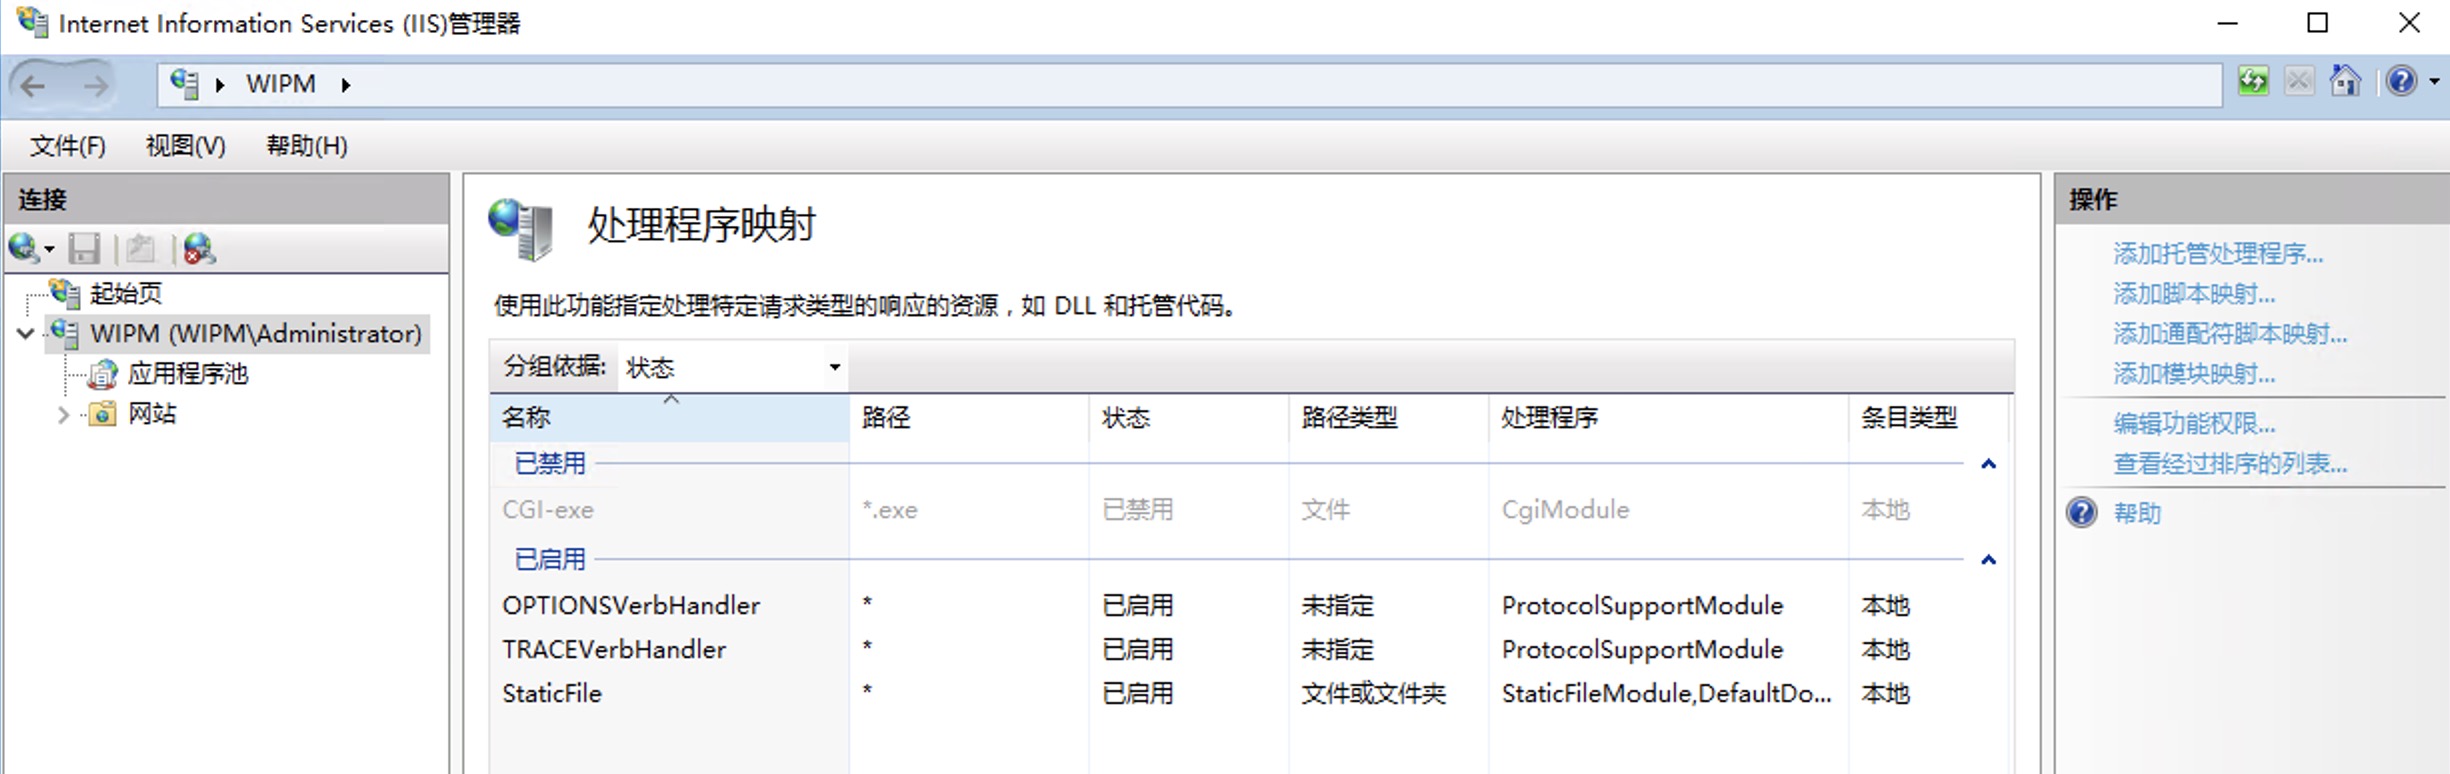 Internet Information Services (IIS)管理器
WIPM
文件(F) 视图(V) 帮助(H)
连接
起始页
WIPM (WIPM\Administrator)
应用程序池
网站
处理程序映射
使用此功能指定处理特定请求类型的响应的资源，如 DLL 和托管代码。
分组依据: 状态
名称 路径 状态 路径类型 处理程序 条目类型
已禁用
CGI-exe *.exe 已禁用 文件 CgiModule 本地
已启用
OPTIONSVerbHandler * 已启用 未指定 ProtocolSupportModule 本地
TRACEVerbHandler * 已启用 未指定 ProtocolSupportModule 本地
StaticFile * 已启用 文件或文件夹 StaticFileModule,DefaultDo... 本地
操作
添加托管处理程序...
添加脚本映射...
添加通配符脚本映射...
添加模块映射...
编辑功能权限...
查看经过排序的列表...
帮助